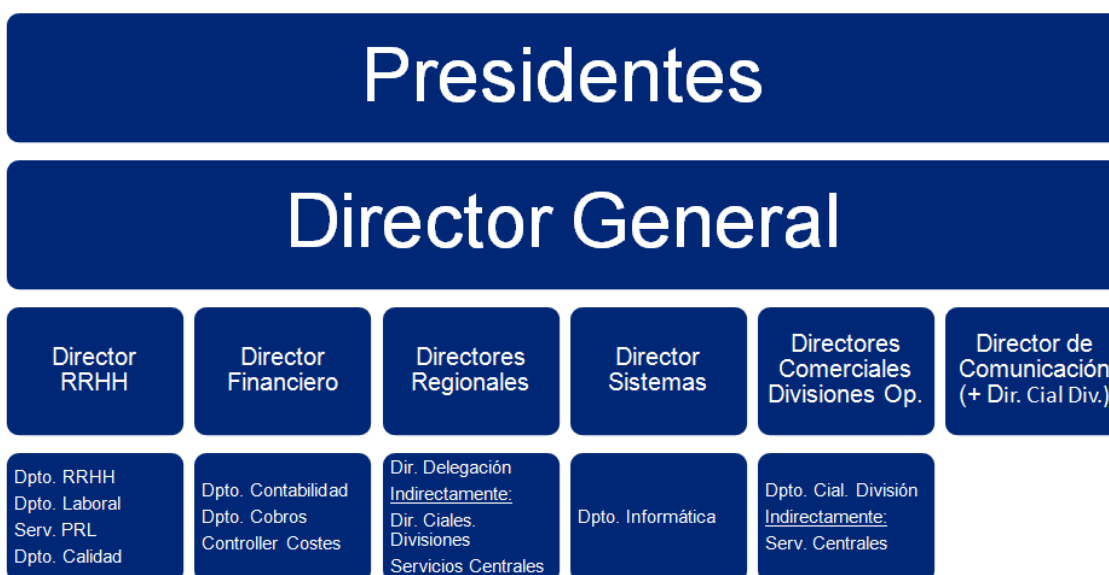 Presidentes
Director General
Director
RRHH
Director
Financiero
Directores
Regionales
Director
Sistemas
Directores
Comerciales
Divisiones Op.
Director de
Comunicación
(+ Dir. Cial Div.)
Dpto. RRHH
Dpto. Laboral
Serv. PRL
Dpto. Calidad
Dpto. Contabilidad
Dpto. Cobros
Controller Costes
Dir. Delegación
Indirectamente:
Dir. Ciales.
Divisiones
Servicios Centrales
Dpto. Informática
Dpto. Cial. División
Indirectamente:
Serv. Centrales